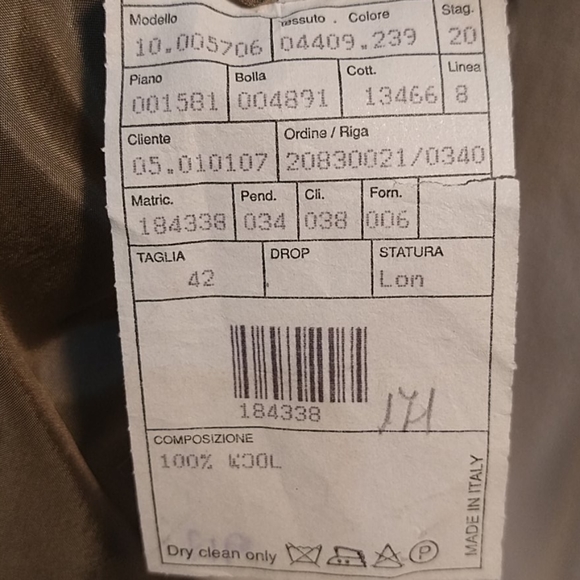 Modello Tessuto . Colore Stag.
10.005706 04409.239 20
Piano Bolla Cott. Linea
001581 004891 13466 8
Cliente Ordine / Riga
05.010107 20830021/0340
Matric. Pend. Cli. Forn.
184338 034 038 006
TAGLIA DROP STATURA
42 . Lon
184338
171
COMPOSIZIONE
100% WOOL
MADE IN ITALY
Dry clean only P